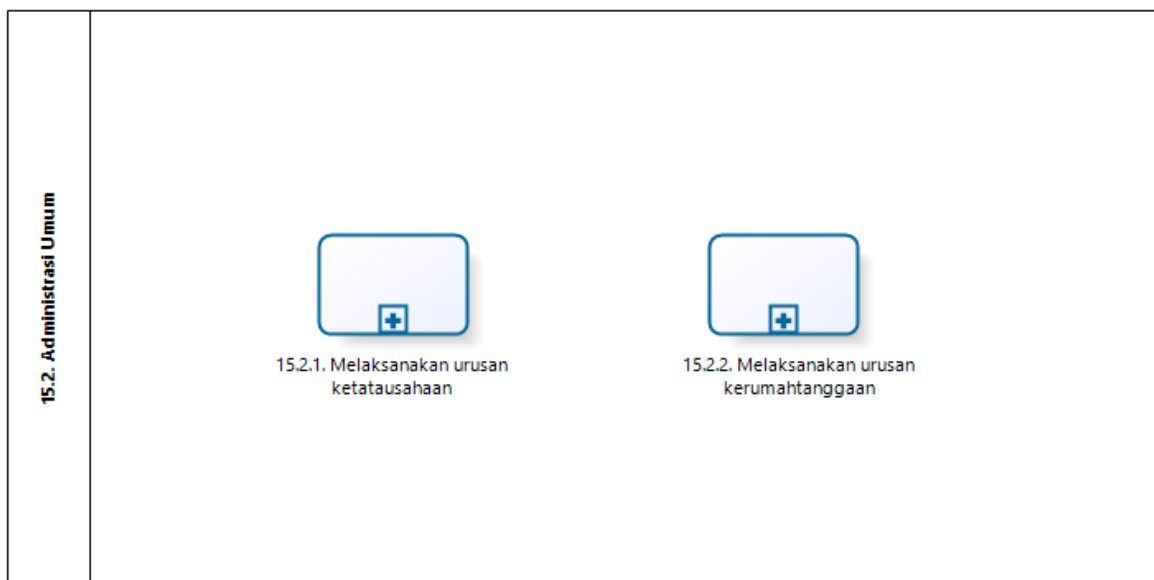 15.2. Administrasi Umum
15.2.1. Melaksanakan urusan
ketatausahaan
15.2.2. Melaksanakan urusan
kerumahtanggaan